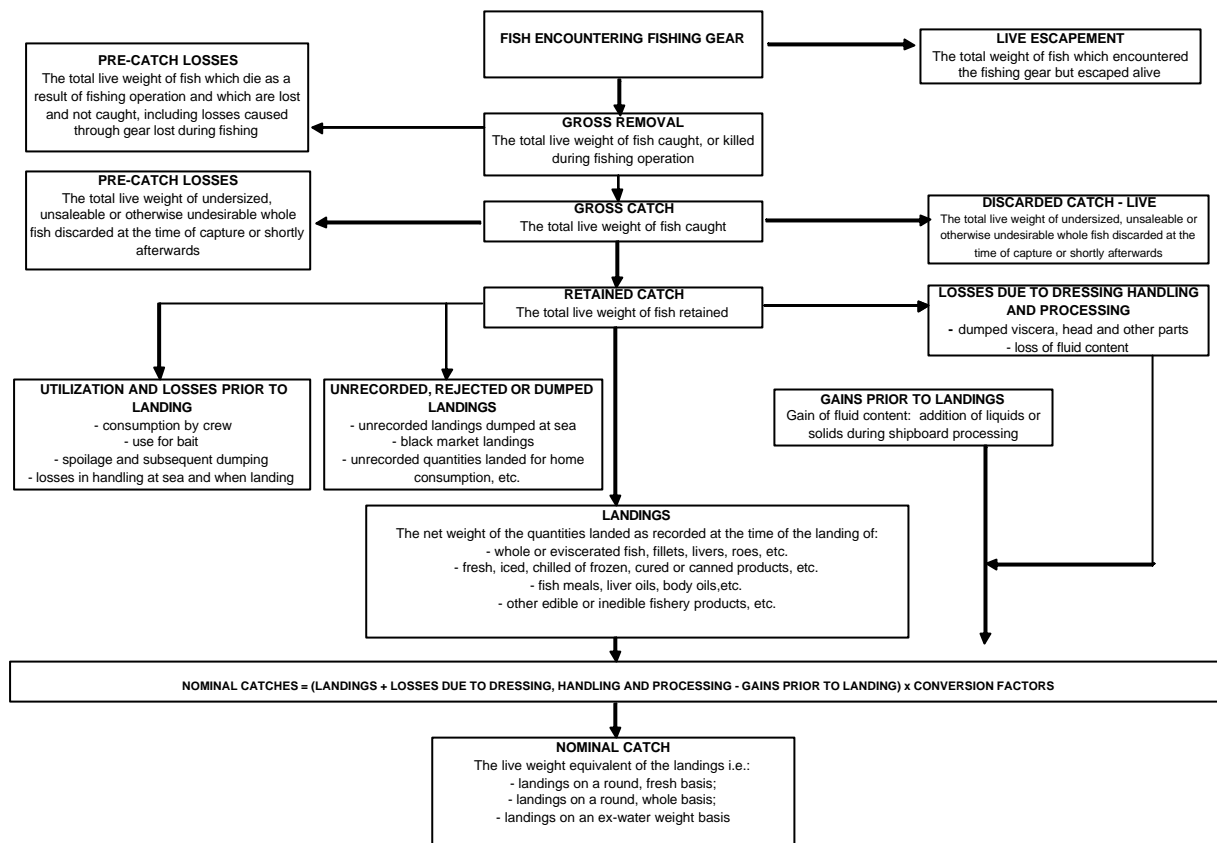 FISH ENCOUNTERING FISHING GEAR
LIVE ESCAPEMENT
The total weight of fish which encountered
the fishing gear but escaped alive
PRE-CATCH LOSSES
The total live weight of fish which die as a
result of fishing operation and which are lost
and not caught, including losses caused
through gear lost during fishing
GROSS REMOVAL
The total live weight of fish caught, or killed
during fishing operation
PRE-CATCH LOSSES
The total live weight of undersized,
unsaleable or otherwise undesirable whole
fish discarded at the time of capture or shortly
afterwards
GROSS CATCH
The total live weight of fish caught
DISCARDED CATCH - LIVE
The total live weight of undersized, unsaleable or
otherwise undesirable whole fish discarded at the
time of capture or shortly afterwards
RETAINED CATCH
The total live weight of fish retained
LOSSES DUE TO DRESSING HANDLING
AND PROCESSING
- dumped viscera, head and other parts
- loss of fluid content
UTILIZATION AND LOSSES PRIOR TO
LANDING
- consumption by crew
- use for bait
- spoilage and subsequent dumping
- losses in handling at sea and when landing
UNRECORDED, REJECTED OR DUMPED
LANDINGS
- unrecorded landings dumped at sea
- black market landings
- unrecorded quantities landed for home
consumption, etc.
GAINS PRIOR TO LANDINGS
Gain of fluid content: addition of liquids or
solids during shipboard processing
LANDINGS
The net weight of the quantities landed as recorded at the time of the landing of:
- whole or eviscerated fish, fillets, livers, roes, etc.
- fresh, iced, chilled of frozen, cured or canned products, etc.
- fish meals, liver oils, body oils,etc.
- other edible or inedible fishery products, etc.
NOMINAL CATCHES = (LANDINGS + LOSSES DUE TO DRESSING, HANDLING AND PROCESSING - GAINS PRIOR TO LANDING) x CONVERSION FACTORS
NOMINAL CATCH
The live weight equivalent of the landings i.e.:
- landings on a round, fresh basis;
- landings on a round, whole basis;
- landings on an ex-water weight basis